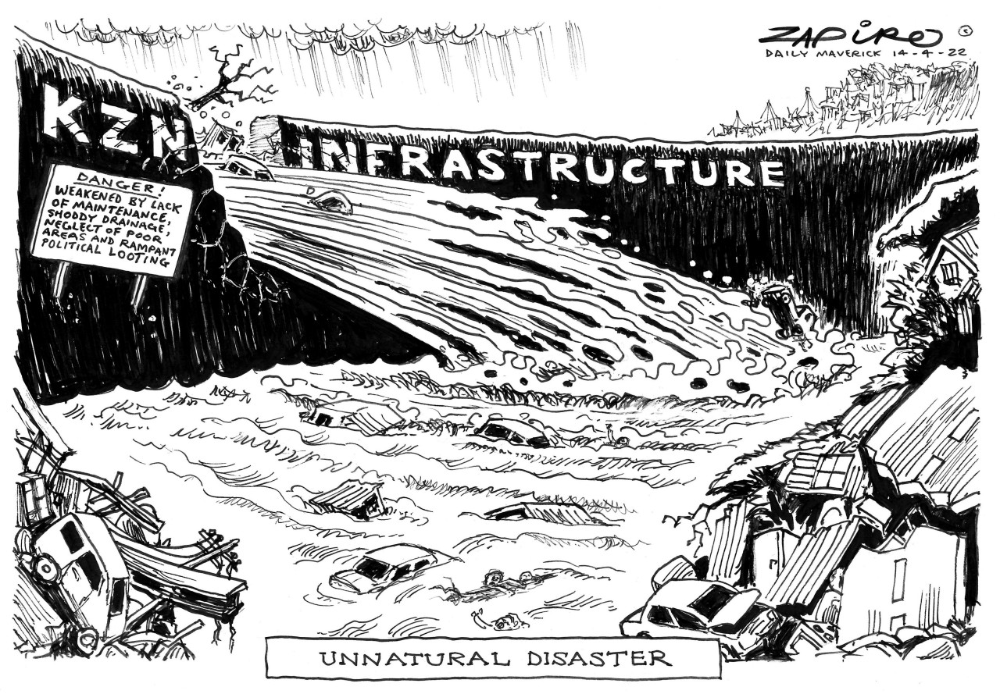 ZAPIRO ©
DAILY MAVERICK 14-4-22
KZN INFRASTRUCTURE
DANGER!
WEAKENED BY LACK
OF MAINTENANCE,
SHODDY DRAINAGE,
NEGLECT OF POOR
AREAS AND RAMPANT
POLITICAL LOOTING
UNNATURAL DISASTER